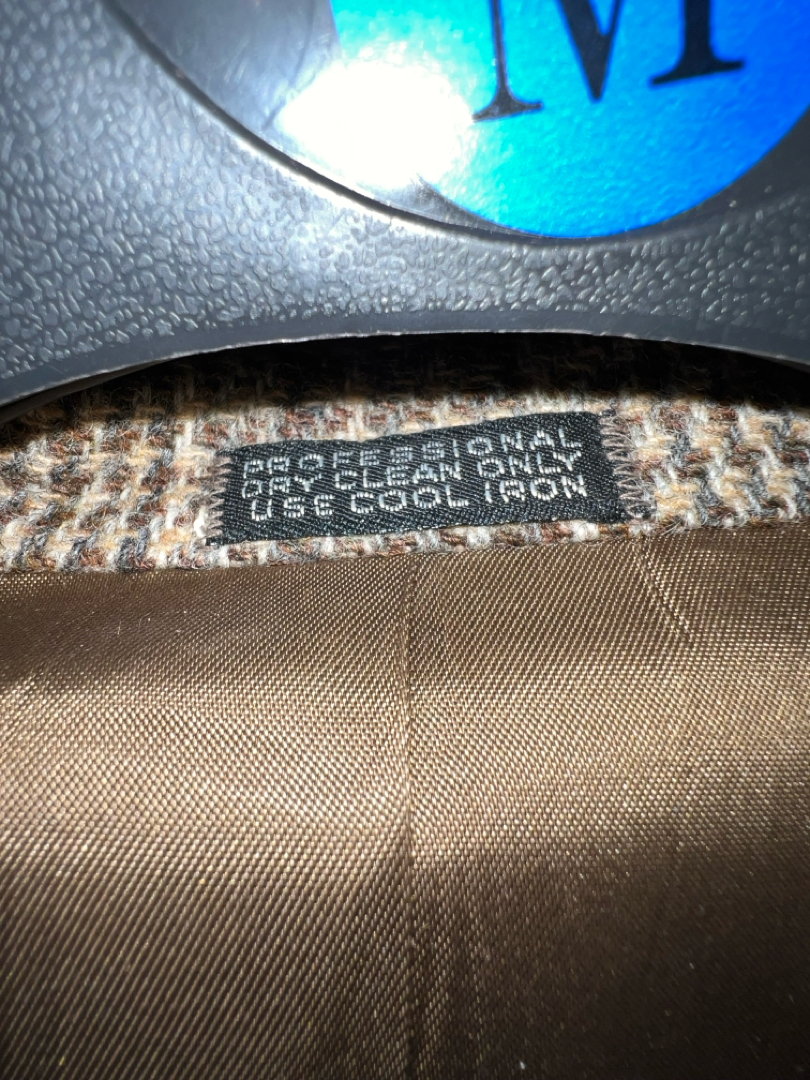 M
PROFESSIONAL
DRY CLEAN ONLY
USE COOL IRON